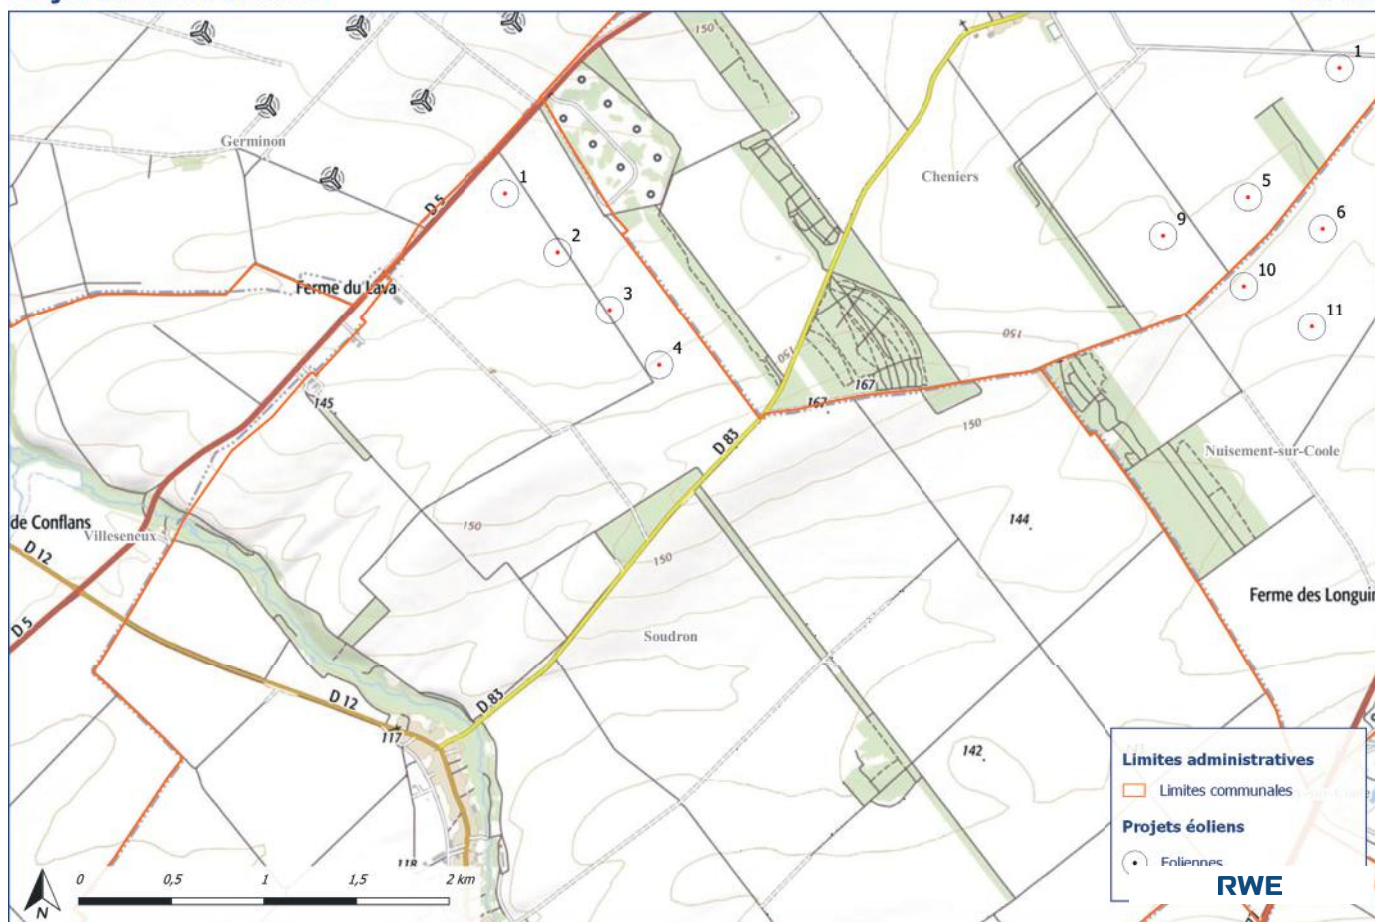 150
1
Germinon
Cheniers
D 5
1
5
9
6
2
10
Ferme du Lava
3
11
150
150
4
167
145
167
150
D 83
Nuisement-sur-Coole
150
144
de Conflans
Villeseneux
D 12
150
Ferme des Longuin
D 5
Soudron
D 12
D 83
117
142
Limites administratives
Limites communales
Projets éoliens
Eoliennes
118
0 0,5 1 1,5 2 km
N
RWE